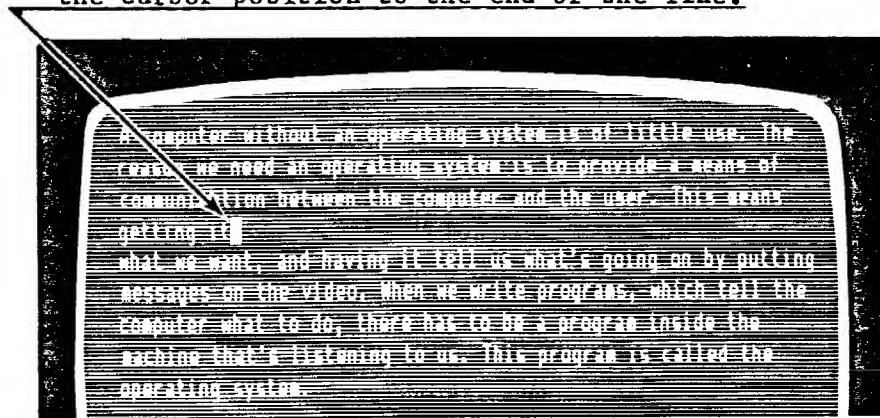 the cursor position to the end of the line.
A computer without an operating system is of little use. The
reason we need an operating system is to provide a means of
communication between the computer and the user. This means
getting it
what we want, and having it tell us what's going on by putting
messages on the video. When we write programs, which tell the
computer what to do, there has to be a program inside the
machine that's listening to us. This program is called the
operating system.